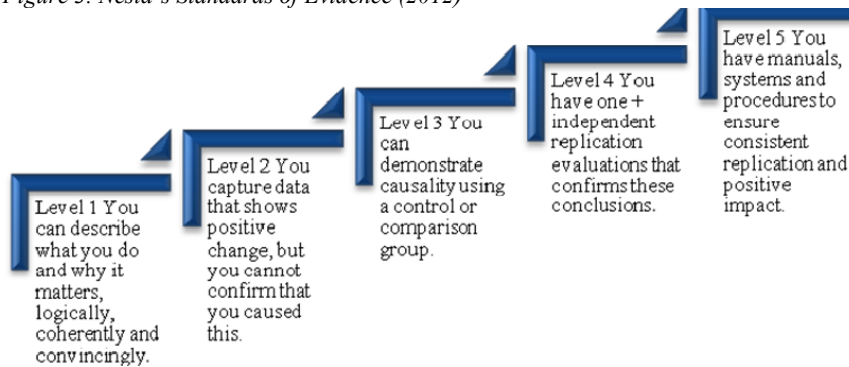 Figure 3. Nesta's Standards of Evidence (2012)
Level 1 You
can describe
what you do
and why it
matters,
logically,
coherently and
convincingly.
Level 2 You
capture data
that shows
positive
change, but
you cannot
confirm that
you caused
this.
Level 3 You
can
demonstrate
causality using
a control or
comparison
group.
Level 4 You
have one +
independent
replication
evaluations that
confirms these
conclusions.
Level 5 You
have manuals,
systems and
procedures to
ensure
consistent
replication and
positive
impact.